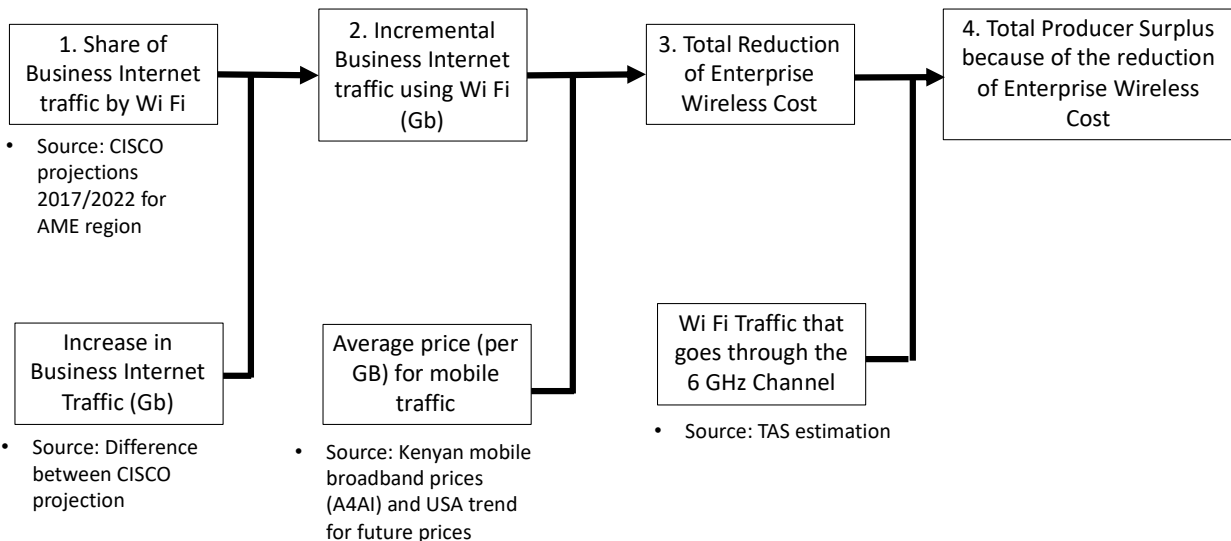 1. Share of
Business Internet
traffic by Wi Fi
• Source: CISCO
projections
2017/2022 for
AME region
2. Incremental
Business Internet
traffic using Wi Fi
(Gb)
3. Total Reduction
of Enterprise
Wireless Cost
4. Total Producer Surplus
because of the reduction
of Enterprise Wireless
Cost
Increase in
Business Internet
Traffic (Gb)
• Source: Difference
between CISCO
projection
Average price (per
GB) for mobile
traffic
• Source: Kenyan mobile
broadband prices
(A4AI) and USA trend
for future prices
Wi Fi Traffic that
goes through the
6 GHz Channel
• Source: TAS estimation